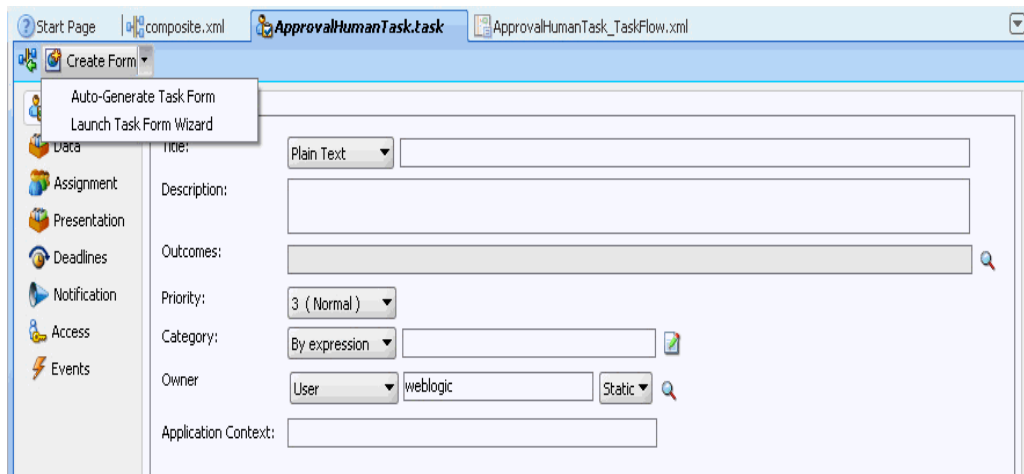 Start Page composite.xml ApprovalHumanTask.task ApprovalHumanTask_TaskFlow.xml
Create Form
Auto-Generate Task Form
Launch Task Form Wizard
Data
Assignment
Presentation
Deadlines
Notification
Access
Events
Title: Plain Text
Description:
Outcomes:
Priority: 3 ( Normal )
Category: By expression
Owner User weblogic Static
Application Context: